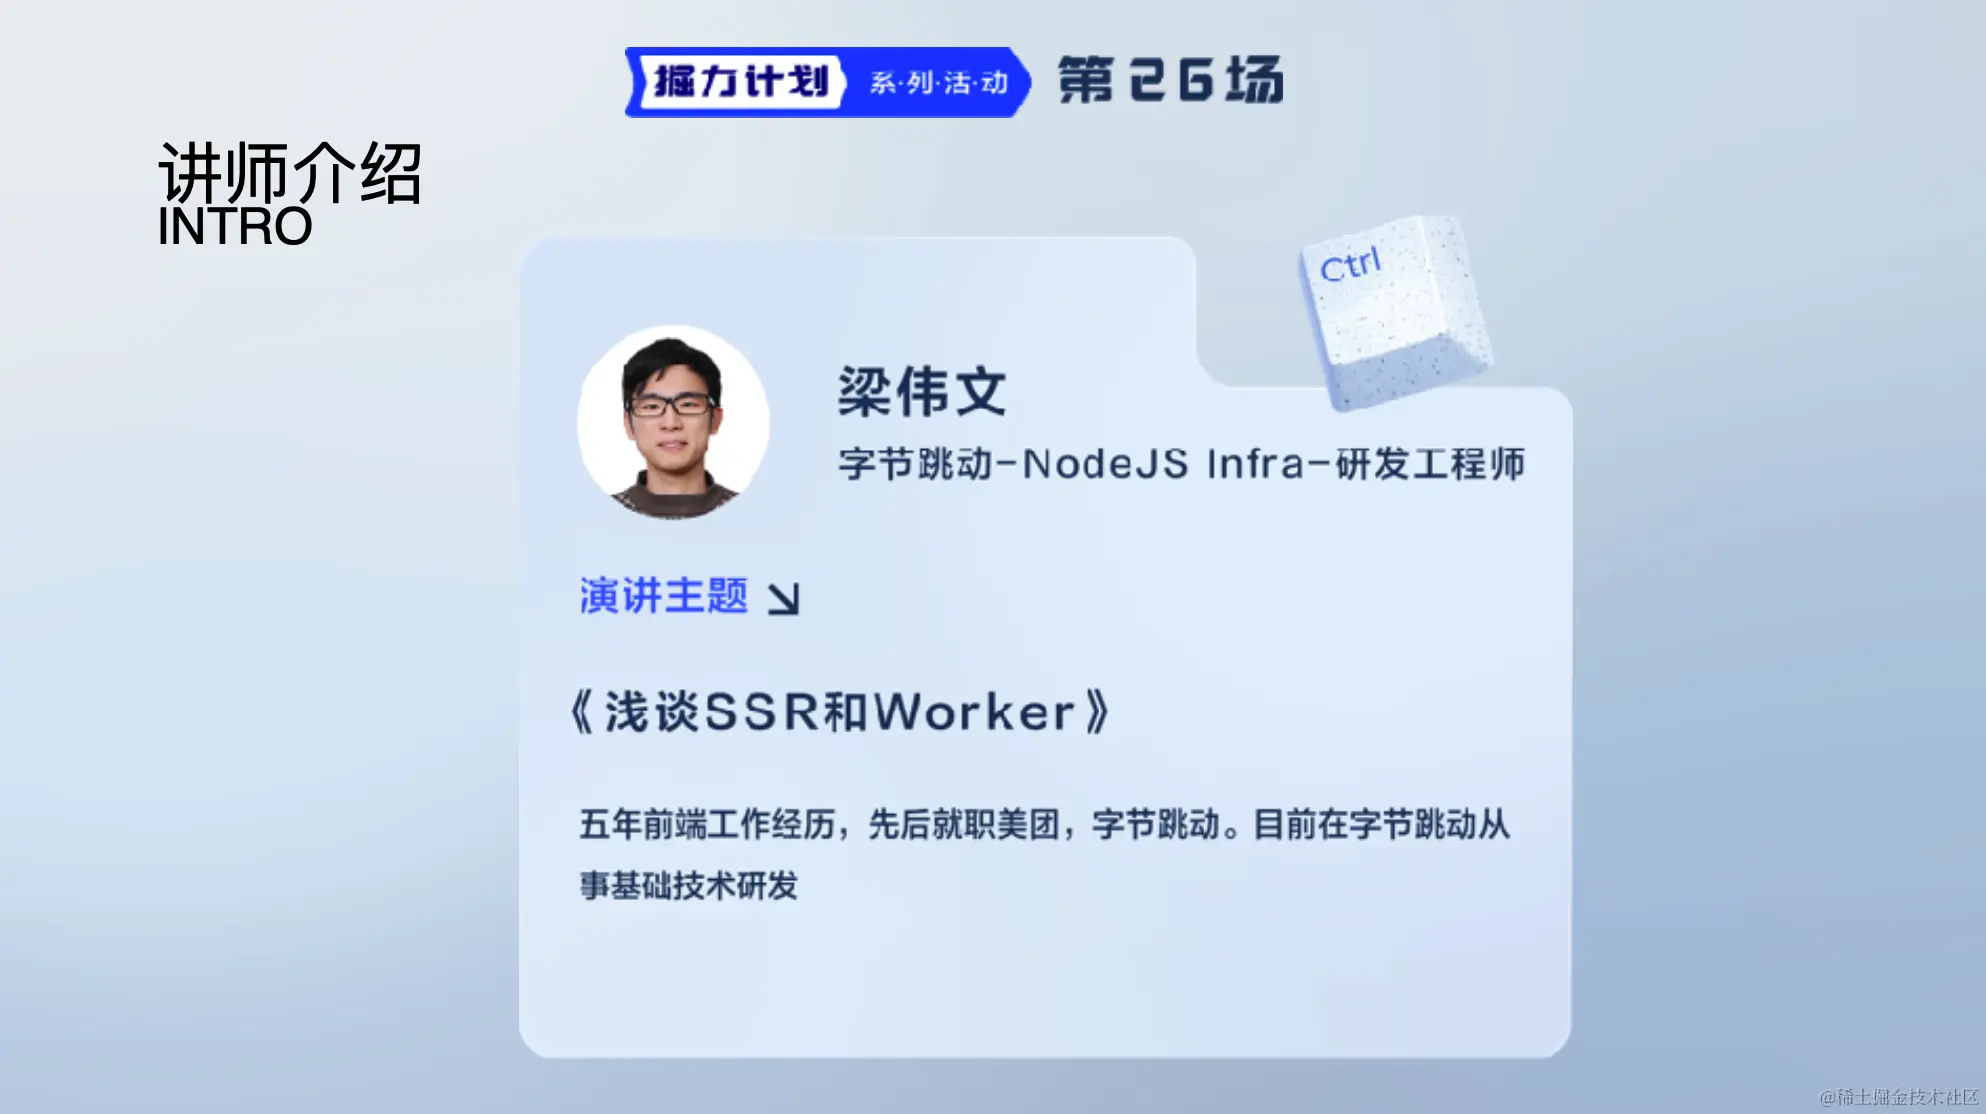 掘力计划 系·列·活·动 第26场
讲师介绍
INTRO
Ctrl
梁伟文
字节跳动-NodeJS Infra-研发工程师
演讲主题
《浅谈SSR和Worker》
五年前端工作经历，先后就职美团，字节跳动。目前在字节跳动从
事基础技术研发
@稀土掘金技术社区